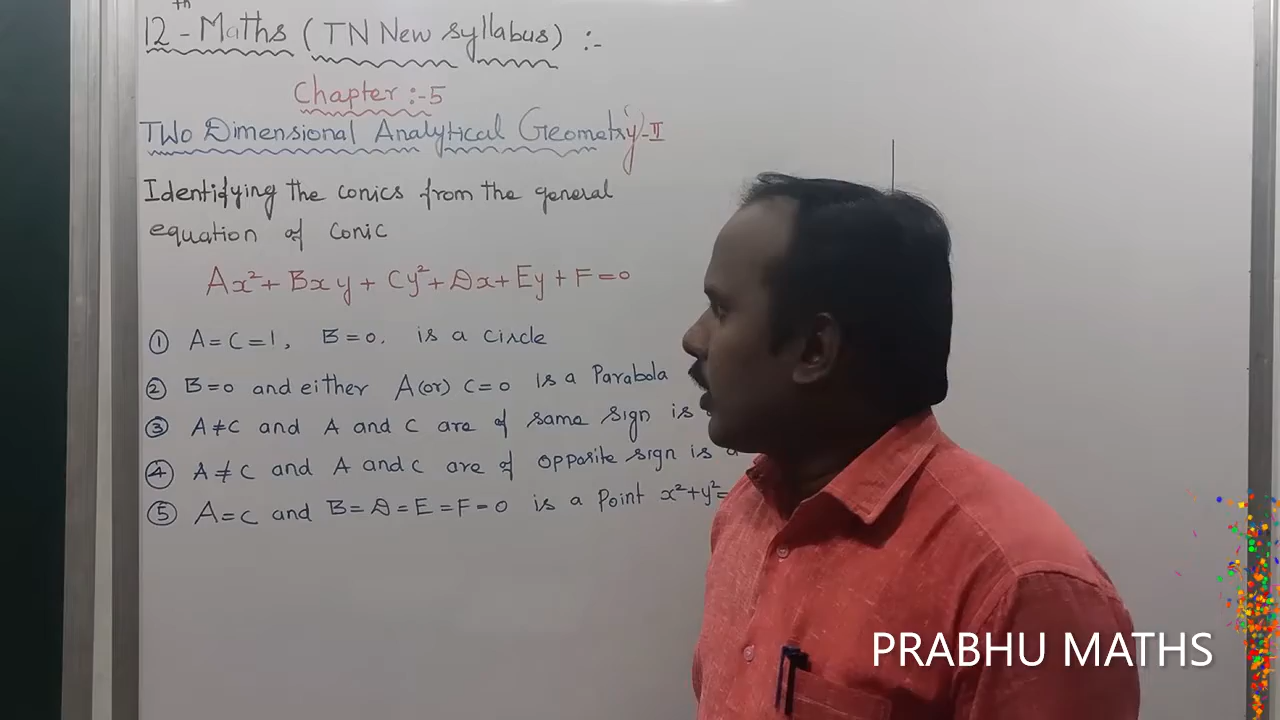 12th - Maths (TN New syllabus) :-
Chapter :- 5
Two Dimensional Analytical Geometry - II
Identifying the conics from the general
equation of conic
Ax² + Bxy + Cy² + Dx + Ey + F = 0
① A = C = 1, B = 0. is a circle
② B = 0 and either A (or) C = 0 is a Parabola
③ A ≠ C and A and C are of same sign is
④ A ≠ C and A and C are of opposite sign is a
⑤ A = C and B = D = E = F = 0 is a Point x² + y² =
PRABHU MATHS